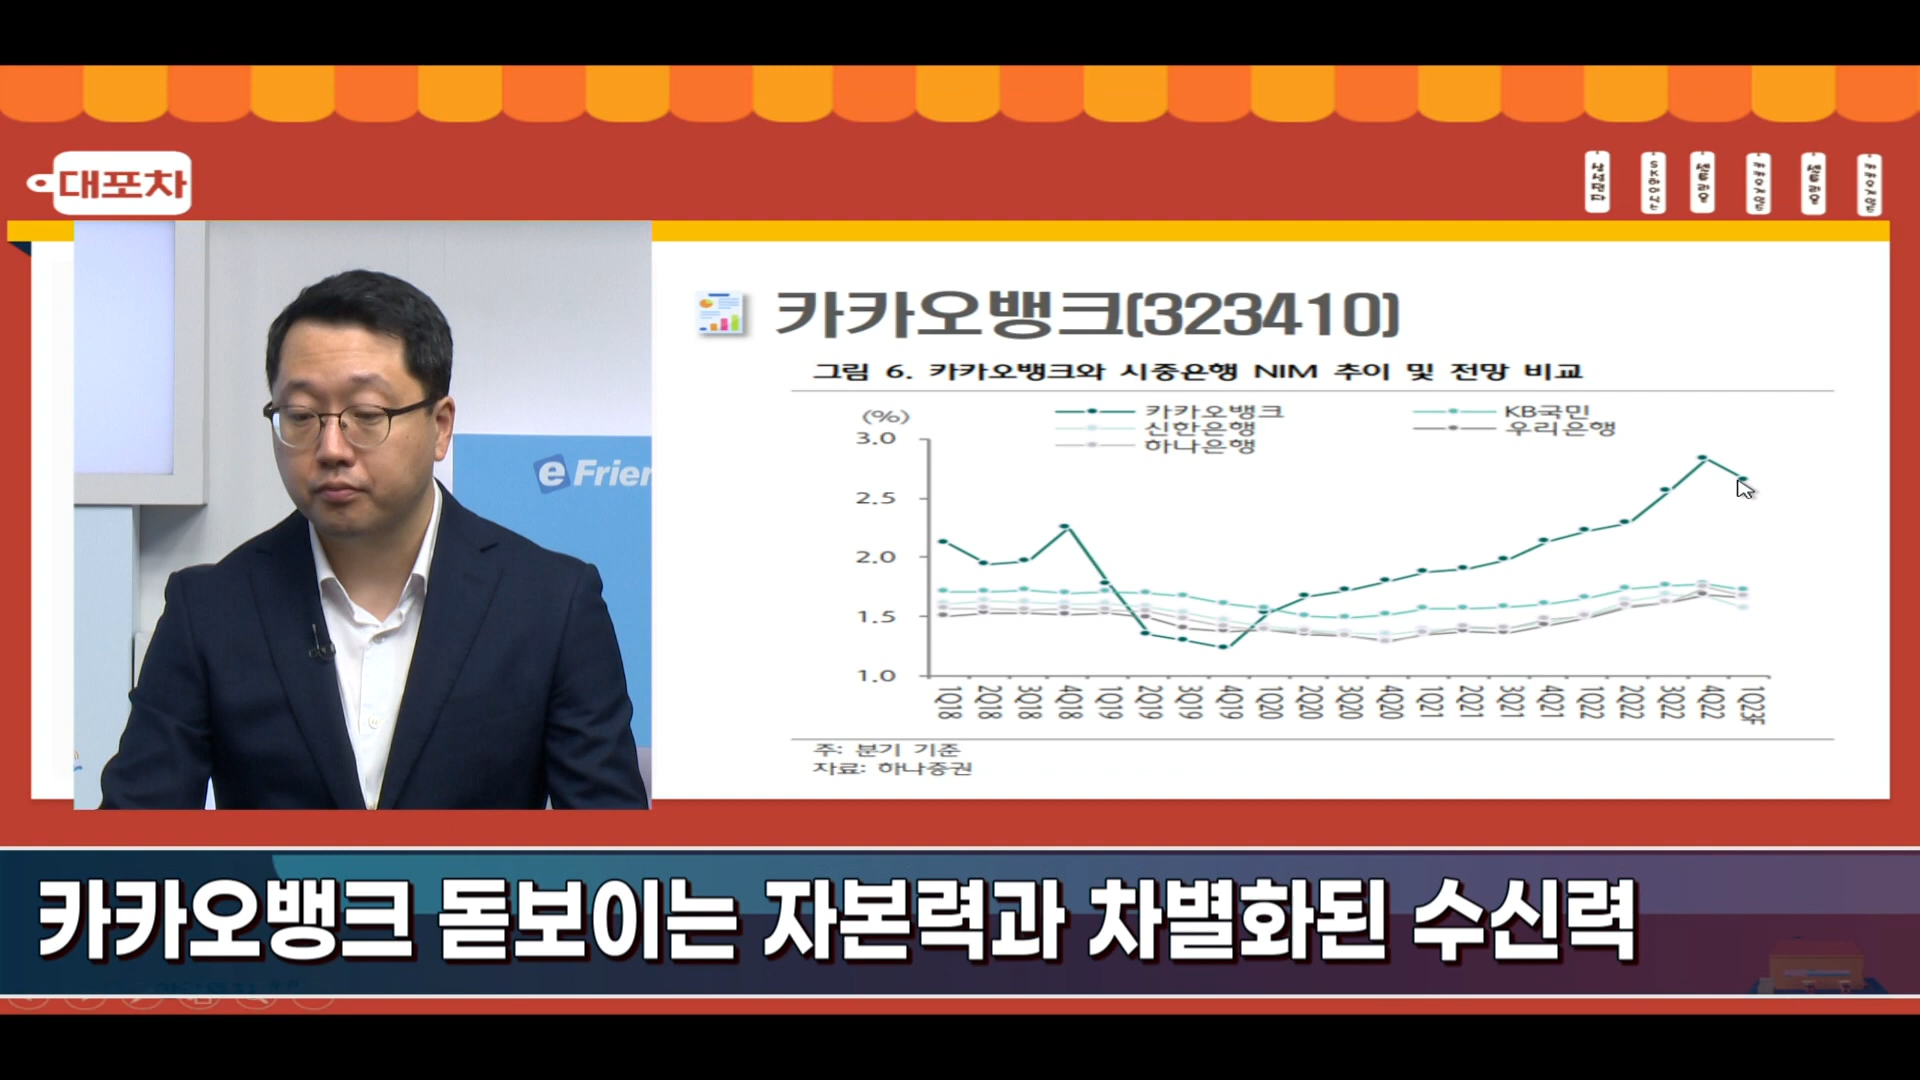 대포차
카카오뱅크(323410)
그림 6. 카카오뱅크와 시중은행 NIM 추이 및 전망 비교
(%)
카카오뱅크
KB국민
신한은행
우리은행
하나은행
3.0
2.5
2.0
1.5
1.0
1Q18 2Q18 3Q18 4Q18 1Q19 2Q19 3Q19 4Q19 1Q20 2Q20 3Q20 4Q20 1Q21 2Q21 3Q21 4Q21 1Q22 2Q22 3Q22 4Q22 1Q23F
주: 분기 기준
자료: 하나증권
e Frien
카카오뱅크 돋보이는 자본력과 차별화된 수신력